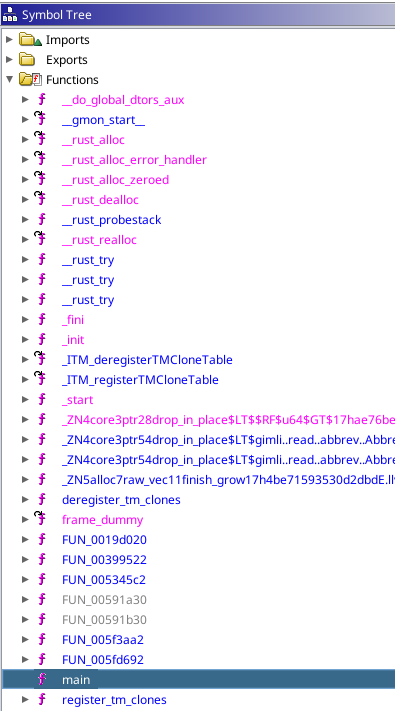 Symbol Tree
Imports
Exports
Functions
__do_global_dtors_aux
__gmon_start__
__rust_alloc
__rust_alloc_error_handler
__rust_alloc_zeroed
__rust_dealloc
__rust_probestack
__rust_realloc
__rust_try
__rust_try
__rust_try
_fini
_init
_ITM_deregisterTMCloneTable
_ITM_registerTMCloneTable
_start
_ZN4core3ptr28drop_in_place$LT$$RF$u64$GT$17hae76be
_ZN4core3ptr54drop_in_place$LT$gimli..read..abbrev..Abbre
_ZN4core3ptr54drop_in_place$LT$gimli..read..abbrev..Abbre
_ZN5alloc7raw_vec11finish_grow17h4be71593530d2dbdE.ll
deregister_tm_clones
frame_dummy
FUN_0019d020
FUN_00399522
FUN_005345c2
FUN_00591a30
FUN_00591b30
FUN_005f3aa2
FUN_005fd692
main
register_tm_clones